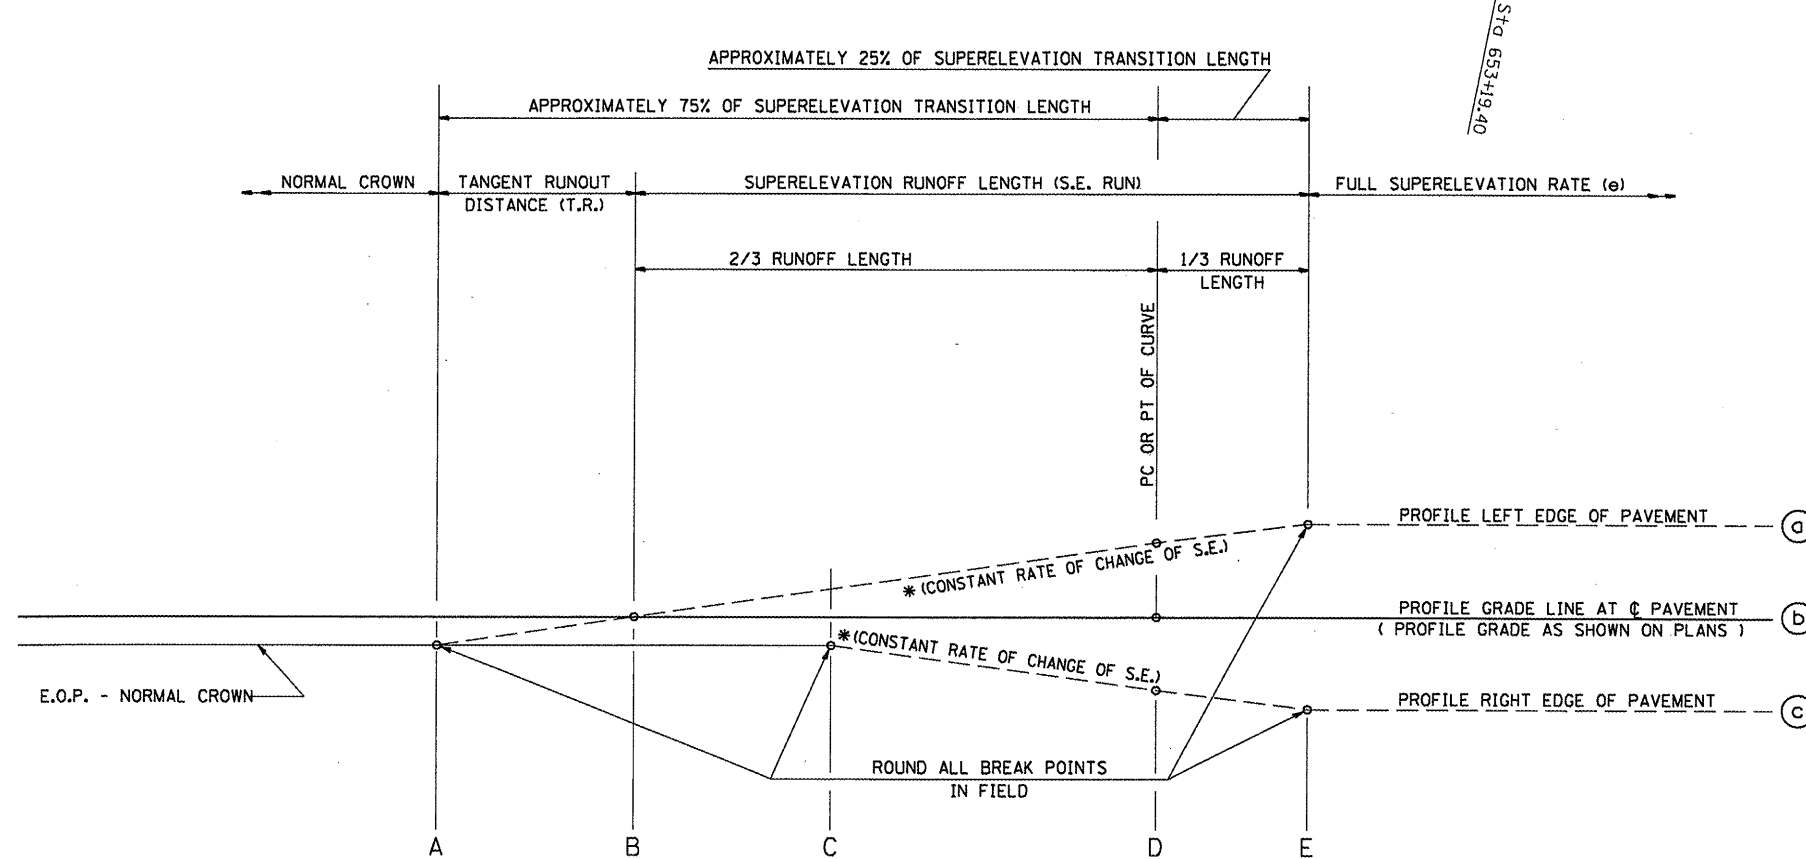 Sta 653+19.40
APPROXIMATELY 25% OF SUPERELEVATION TRANSITION LENGTH
APPROXIMATELY 75% OF SUPERELEVATION TRANSITION LENGTH
NORMAL CROWN
TANGENT RUNOUT
DISTANCE (T.R.)
SUPERELEVATION RUNOFF LENGTH (S.E. RUN)
FULL SUPERELEVATION RATE (e)
2/3 RUNOFF LENGTH
1/3 RUNOFF
LENGTH
PC OR PT OF CURVE
PROFILE LEFT EDGE OF PAVEMENT
a
* (CONSTANT RATE OF CHANGE OF S.E.)
PROFILE GRADE LINE AT ℄ PAVEMENT
( PROFILE GRADE AS SHOWN ON PLANS )
b
* (CONSTANT RATE OF CHANGE OF S.E.)
E.O.P. - NORMAL CROWN
PROFILE RIGHT EDGE OF PAVEMENT
c
ROUND ALL BREAK POINTS
IN FIELD
A B C D E